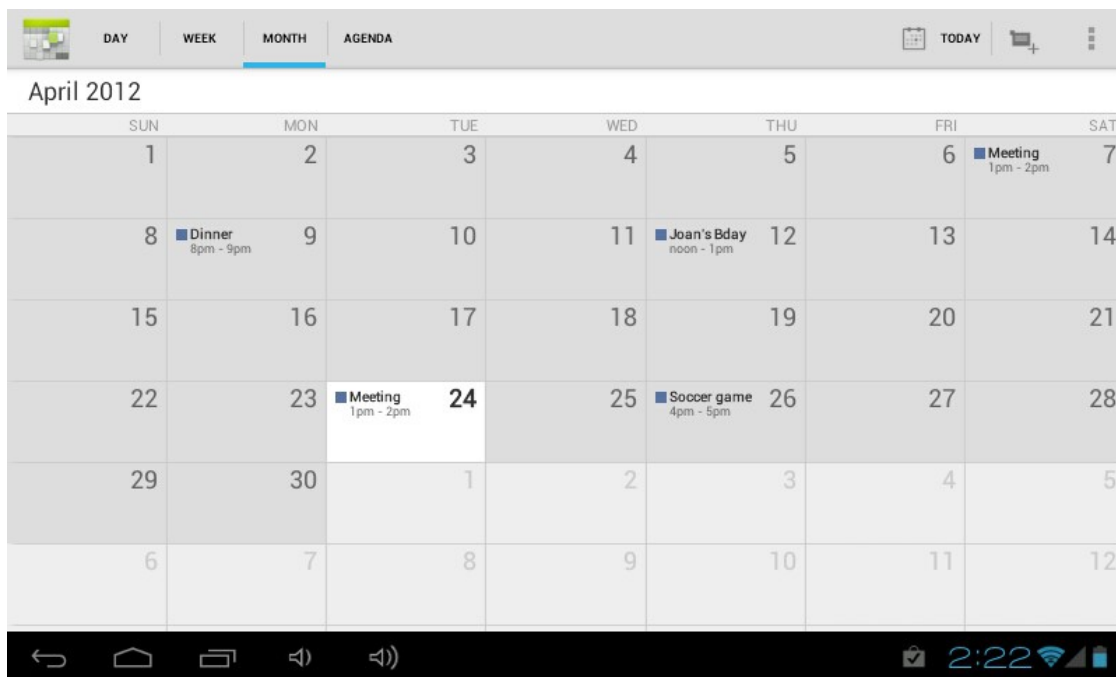 DAY WEEK MONTH AGENDA TODAY
April 2012
SUN MON TUE WED THU FRI SAT
1 2 3 4 5 6 Meeting 7
1pm - 2pm
8 Dinner 9 10 11 Joan's Bday 12 13 14
8pm - 9pm noon - 1pm
15 16 17 18 19 20 21
22 23 Meeting 24 25 Soccer game 26 27 28
1pm - 2pm 4pm - 5pm
29 30 1 2 3 4 5
6 7 8 9 10 11 12
2:22